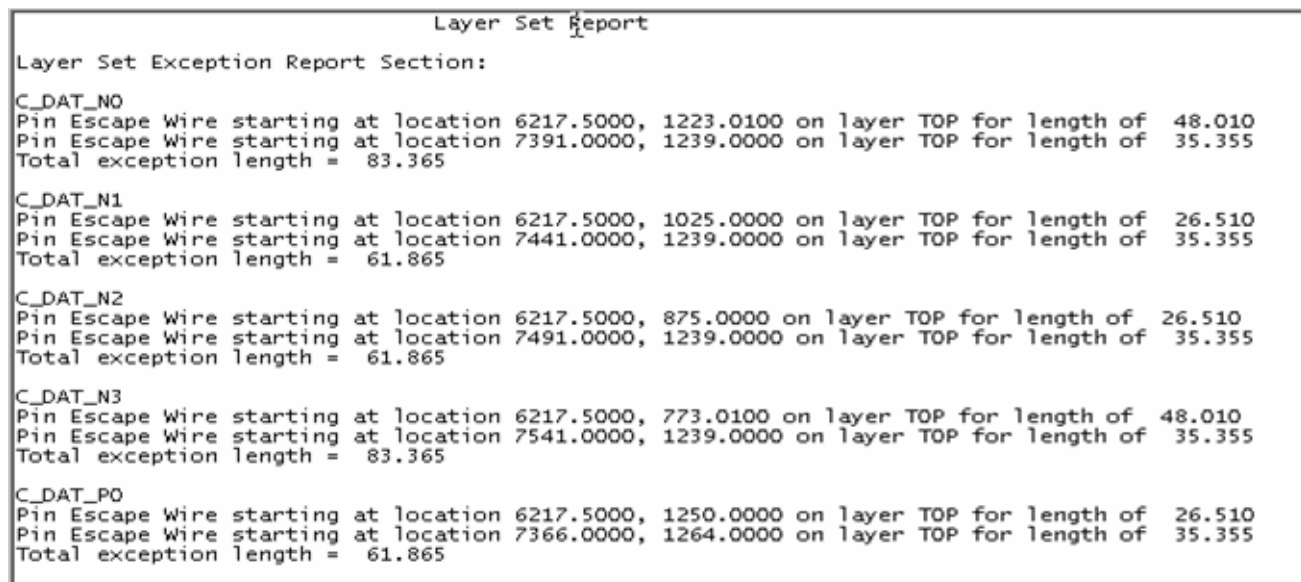 Layer Set Report
Layer Set Exception Report Section:
C_DAT_N0
Pin Escape Wire starting at location 6217.5000, 1223.0100 on layer TOP for length of 48.010
Pin Escape Wire starting at location 7391.0000, 1239.0000 on layer TOP for length of 35.355
Total exception length = 83.365
C_DAT_N1
Pin Escape Wire starting at location 6217.5000, 1025.0000 on layer TOP for length of 26.510
Pin Escape Wire starting at location 7441.0000, 1239.0000 on layer TOP for length of 35.355
Total exception length = 61.865
C_DAT_N2
Pin Escape Wire starting at location 6217.5000, 875.0000 on layer TOP for length of 26.510
Pin Escape Wire starting at location 7491.0000, 1239.0000 on layer TOP for length of 35.355
Total exception length = 61.865
C_DAT_N3
Pin Escape Wire starting at location 6217.5000, 773.0100 on layer TOP for length of 48.010
Pin Escape Wire starting at location 7541.0000, 1239.0000 on layer TOP for length of 35.355
Total exception length = 83.365
C_DAT_P0
Pin Escape Wire starting at location 6217.5000, 1250.0000 on layer TOP for length of 26.510
Pin Escape Wire starting at location 7366.0000, 1264.0000 on layer TOP for length of 35.355
Total exception length = 61.865